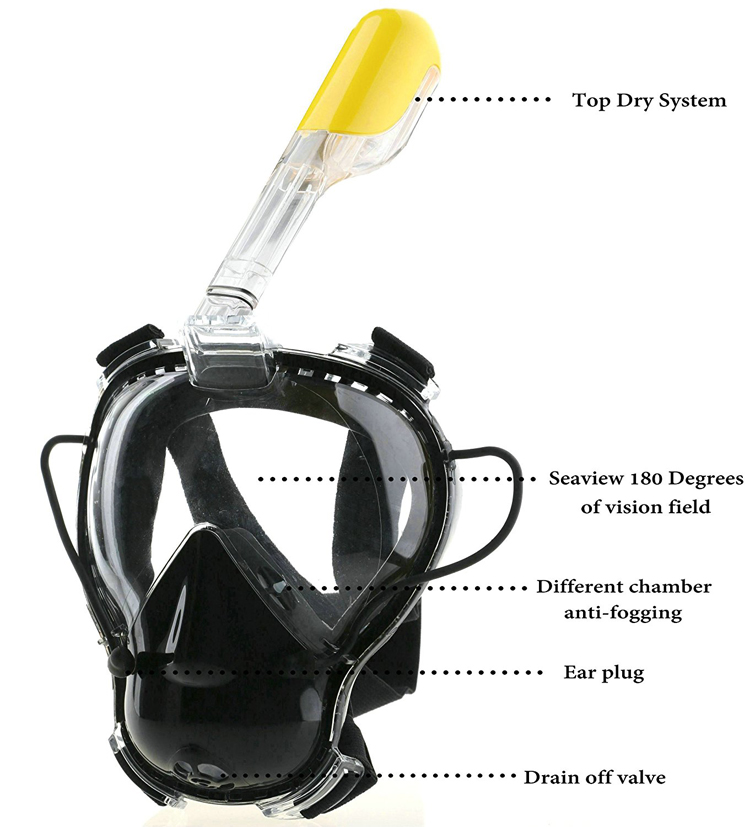 Top Dry System
Seaview 180 Degrees
of vision field
Different chamber
anti-fogging
Ear plug
Drain off valve